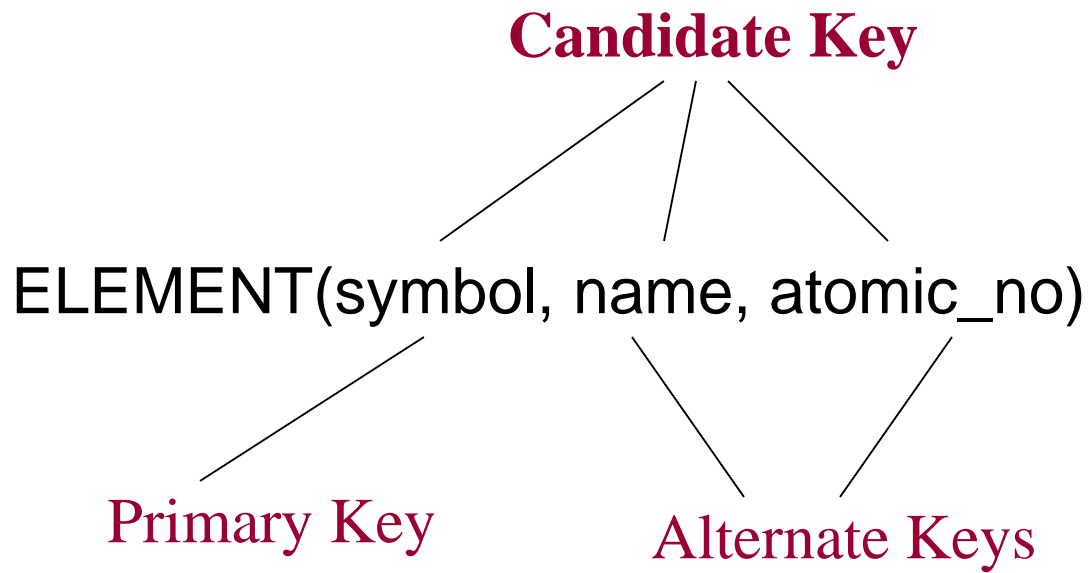 Candidate Key
ELEMENT(symbol, name, atomic_no)
Primary Key
Alternate Keys